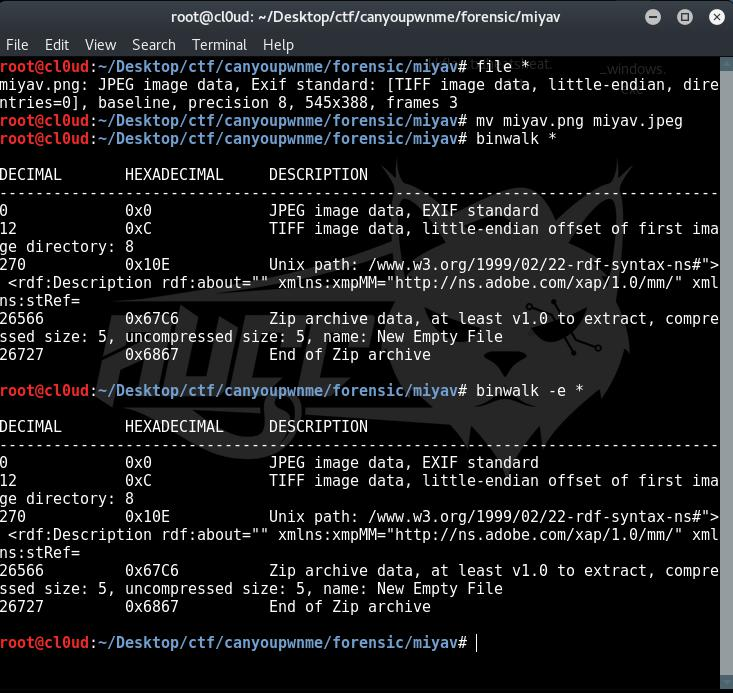 root@cl0ud: ~/Desktop/ctf/canyoupwnme/forensic/miyav
File Edit View Search Terminal Help
root@cl0ud:~/Desktop/ctf/canyoupwnme/forensic/miyav# file *
_windows.
miyav.png: JPEG image data, Exif standard: [TIFF image data, little-endian, dire
ntries=0], baseline, precision 8, 545x388, frames 3
root@cl0ud:~/Desktop/ctf/canyoupwnme/forensic/miyav# mv miyav.png miyav.jpeg
root@cl0ud:~/Desktop/ctf/canyoupwnme/forensic/miyav# binwalk *
DECIMAL HEXADECIMAL DESCRIPTION
--------------------------------------------------------------------------------
0 0x0 JPEG image data, EXIF standard
12 0xC TIFF image data, little-endian offset of first ima
ge directory: 8
270 0x10E Unix path: /www.w3.org/1999/02/22-rdf-syntax-ns#">
<rdf:Description rdf:about="" xmlns:xmpMM="http://ns.adobe.com/xap/1.0/mm/" xml
ns:stRef=
26566 0x67C6 Zip archive data, at least v1.0 to extract, compre
ssed size: 5, uncompressed size: 5, name: New Empty File
26727 0x6867 End of Zip archive
root@cl0ud:~/Desktop/ctf/canyoupwnme/forensic/miyav# binwalk -e *
DECIMAL HEXADECIMAL DESCRIPTION
--------------------------------------------------------------------------------
0 0x0 JPEG image data, EXIF standard
12 0xC TIFF image data, little-endian offset of first ima
ge directory: 8
270 0x10E Unix path: /www.w3.org/1999/02/22-rdf-syntax-ns#">
<rdf:Description rdf:about="" xmlns:xmpMM="http://ns.adobe.com/xap/1.0/mm/" xml
ns:stRef=
26566 0x67C6 Zip archive data, at least v1.0 to extract, compre
ssed size: 5, uncompressed size: 5, name: New Empty File
26727 0x6867 End of Zip archive
root@cl0ud:~/Desktop/ctf/canyoupwnme/forensic/miyav#